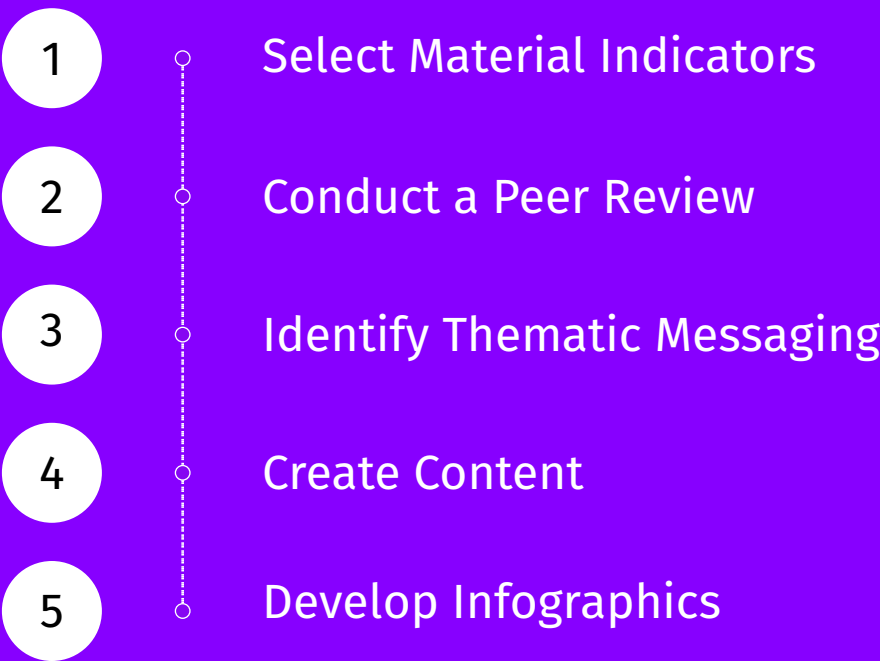 1 Select Material Indicators
2 Conduct a Peer Review
3 Identify Thematic Messaging
4 Create Content
5 Develop Infographics